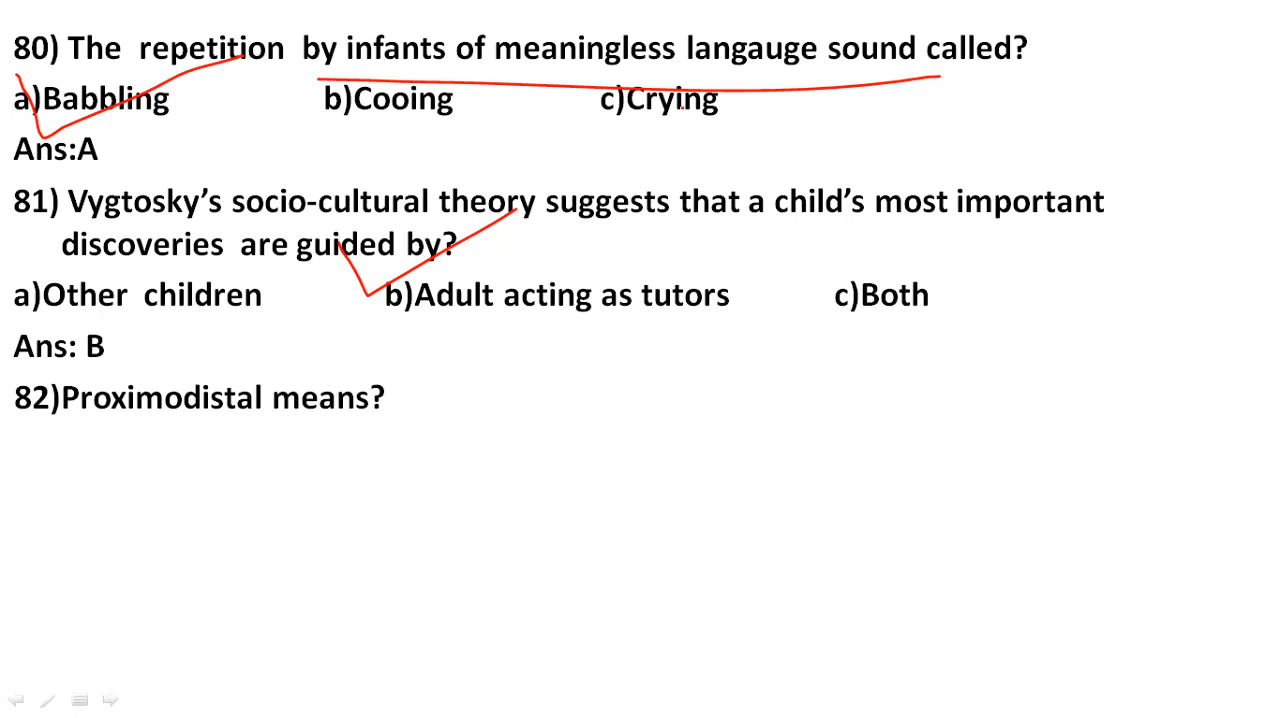 80) The repetition by infants of meaningless langauge sound called?
a)Babbling b)Cooing c)Crying
Ans:A
81) Vygtosky’s socio-cultural theory suggests that a child’s most important
discoveries are guided by?
a)Other children b)Adult acting as tutors c)Both
Ans: B
82)Proximodistal means?